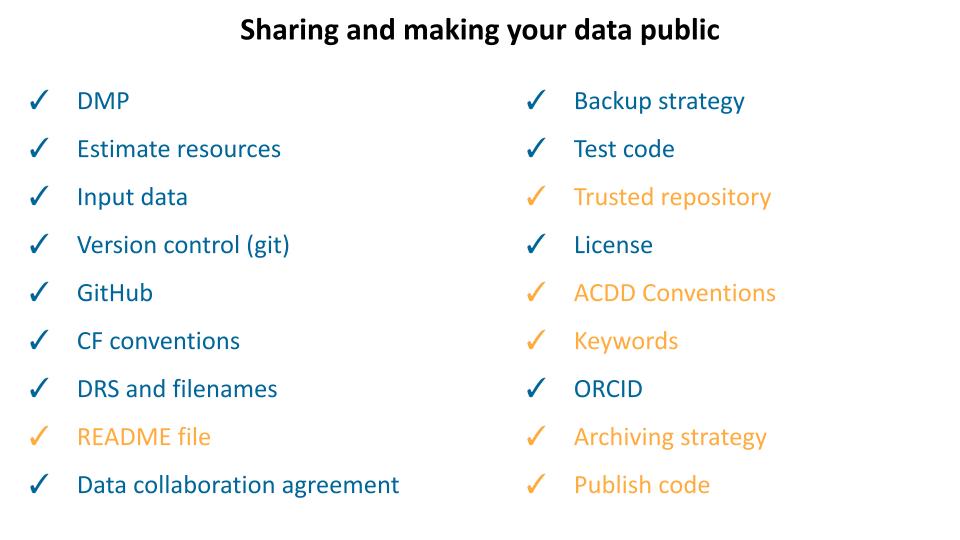 Sharing and making your data public
✓ DMP
✓ Estimate resources
✓ Input data
✓ Version control (git)
✓ GitHub
✓ CF conventions
✓ DRS and filenames
✓ README file
✓ Data collaboration agreement
✓ Backup strategy
✓ Test code
✓ Trusted repository
✓ License
✓ ACDD Conventions
✓ Keywords
✓ ORCID
✓ Archiving strategy
✓ Publish code